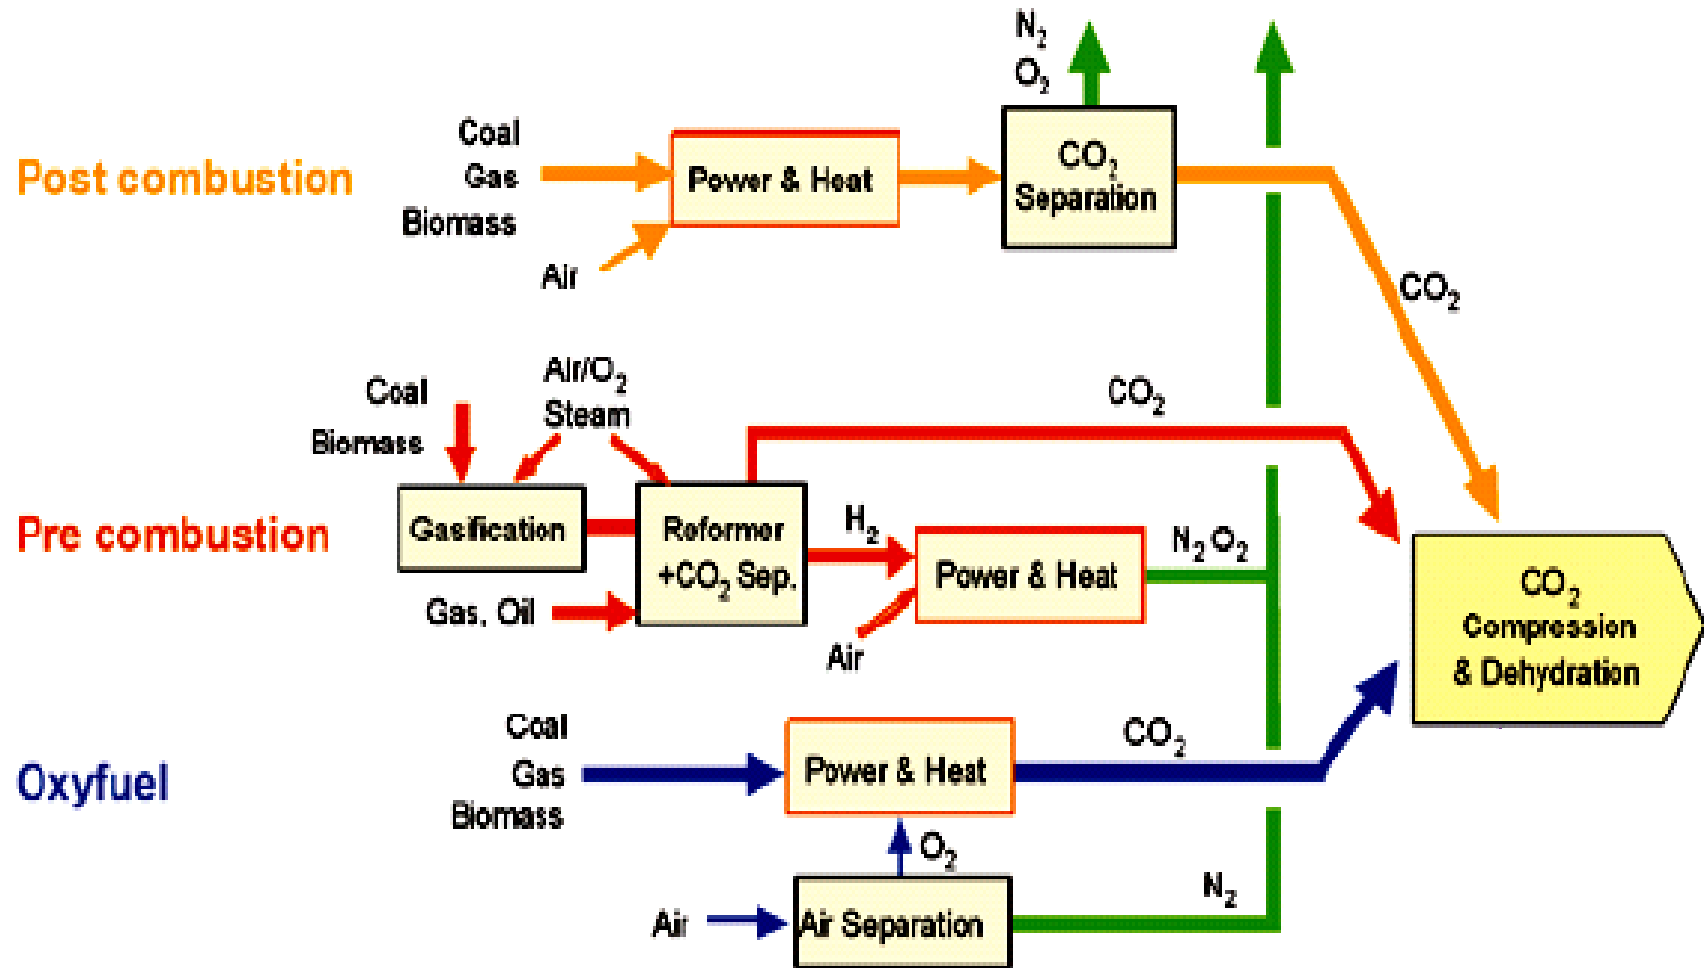 N₂
O₂
Post combustion
Coal
Gas
Biomass
Air
Power & Heat
CO₂
Separation
CO₂
Pre combustion
Coal
Biomass
Air/O₂
Steam
Gasification
Gas, Oil
Reformer
+CO₂ Sep.
CO₂
H₂
Air
Power & Heat
N₂ O₂
CO₂
Compression
& Dehydration
Oxyfuel
Coal
Gas
Biomass
Power & Heat
CO₂
O₂
Air
Air Separation
N₂